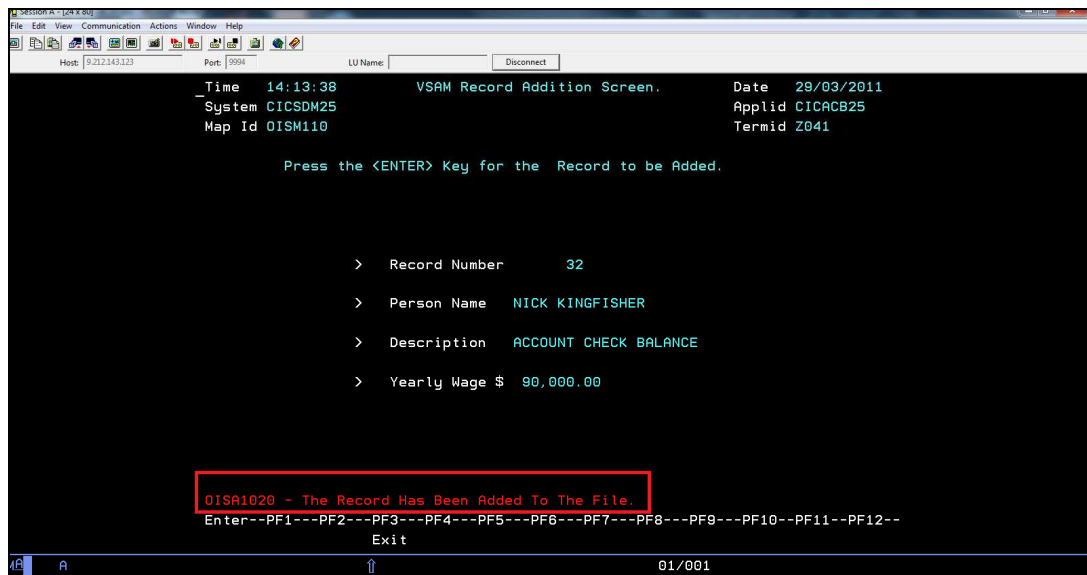 Session A - [24 x 80]
File Edit View Communication Actions Window Help
Host: 9.212.143.123 Port: 9994 LU Name: Disconnect
Time 14:13:38 VSAM Record Addition Screen. Date 29/03/2011
System CICSDM25 Applid CICACB25
Map Id OISM110 Termid Z041
Press the <ENTER> Key for the Record to be Added.
> Record Number 32
> Person Name NICK KINGFISHER
> Description ACCOUNT CHECK BALANCE
> Yearly Wage $ 90,000.00
OISA1020 - The Record Has Been Added To The File.
Enter--PF1---PF2---PF3---PF4---PF5---PF6---PF7---PF8---PF9---PF10--PF11--PF12--
Exit
MA A 01/001